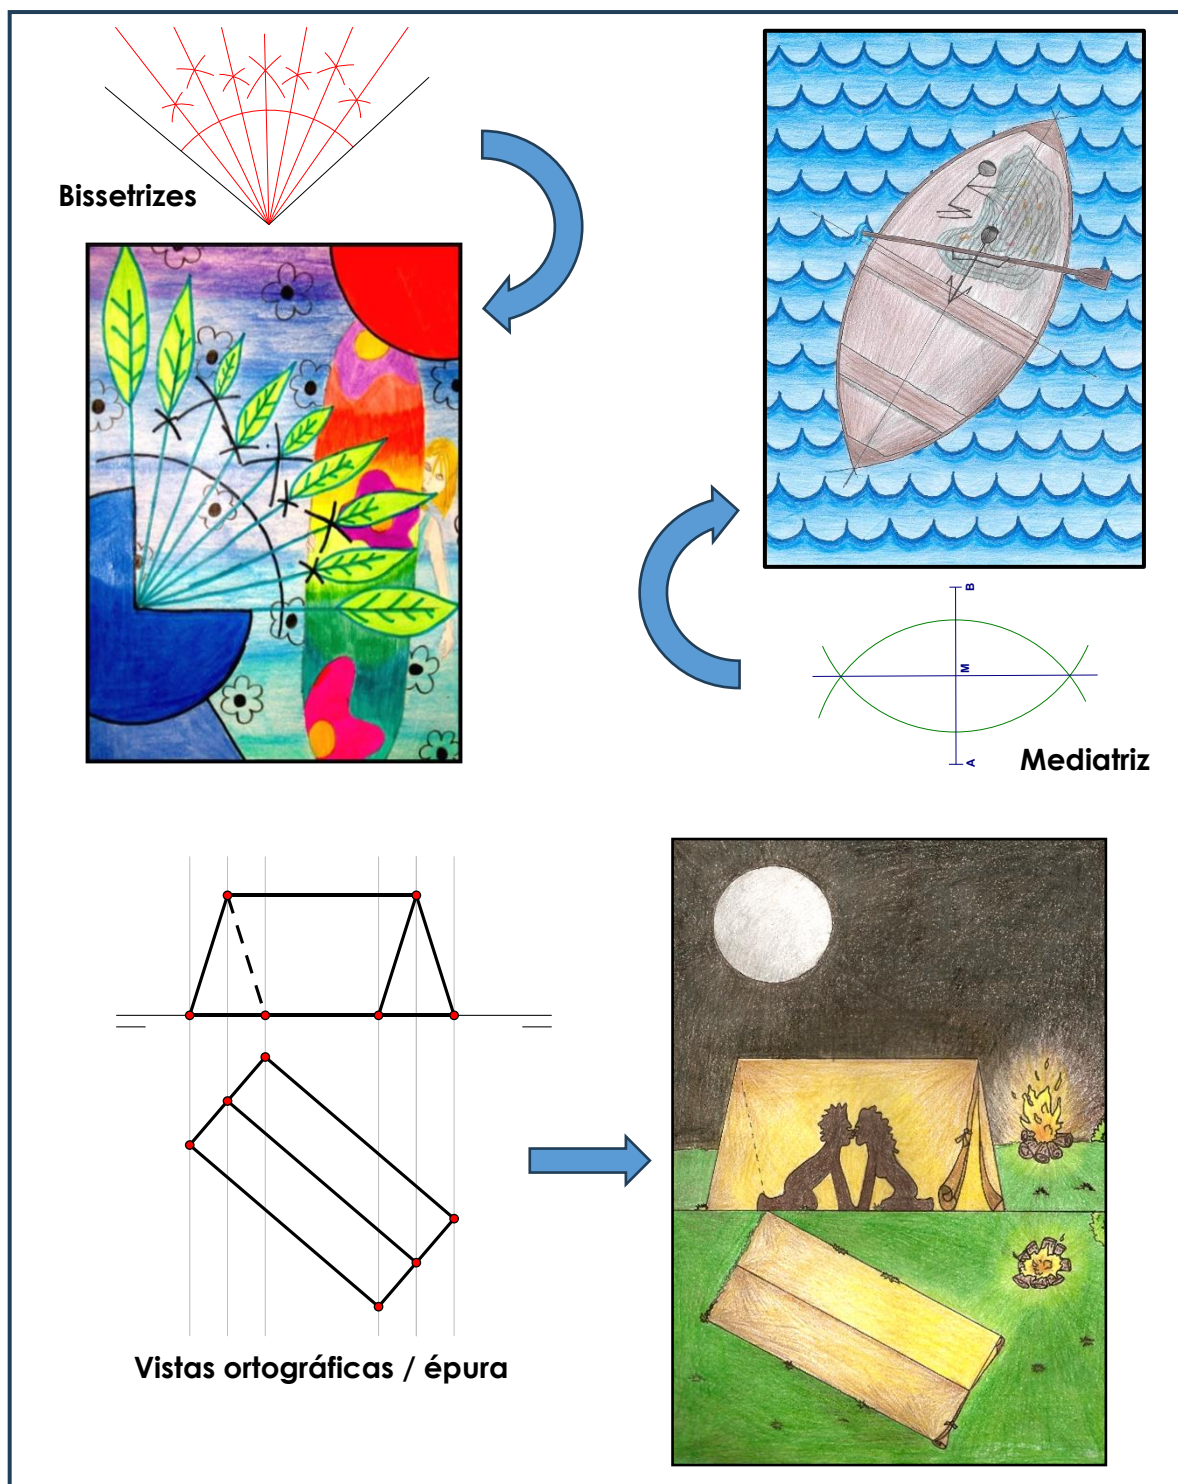 Bissetrizes
B
M
A
Mediatriz
Vistas ortográficas / épura